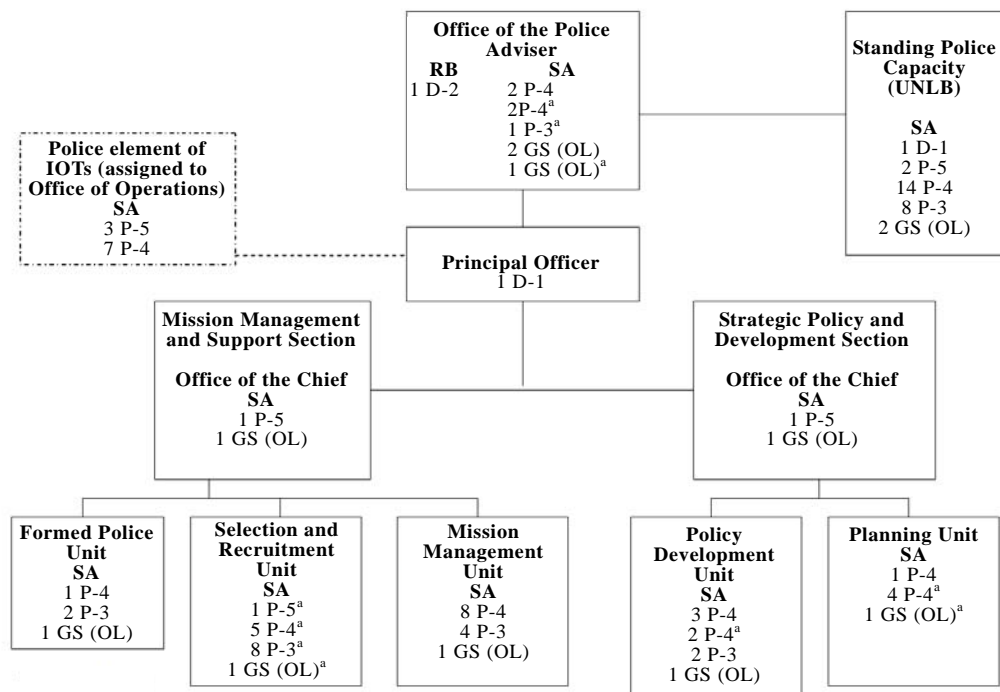 Office of the Police
Adviser
RB SA
1 D-2 2 P-4
2P-4ᵃ
1 P-3ᵃ
2 GS (OL)
1 GS (OL)ᵃ
Standing Police
Capacity
(UNLB)
SA
1 D-1
2 P-5
14 P-4
8 P-3
2 GS (OL)
Police element of
IOTs (assigned to
Office of Operations)
SA
3 P-5
7 P-4
Principal Officer
1 D-1
Mission Management
and Support Section
Office of the Chief
SA
1 P-5
1 GS (OL)
Strategic Policy and
Development Section
Office of the Chief
SA
1 P-5
1 GS (OL)
Formed Police
Unit
SA
1 P-4
2 P-3
1 GS (OL)
Selection and
Recruitment
Unit
SA
1 P-5ᵃ
5 P-4ᵃ
8 P-3ᵃ
1 GS (OL)ᵃ
Mission
Management
Unit
SA
8 P-4
4 P-3
1 GS (OL)
Policy
Development
Unit
SA
3 P-4
2 P-4ᵃ
2 P-3
1 GS (OL)
Planning Unit
SA
1 P-4
4 P-4ᵃ
1 GS (OL)ᵃ